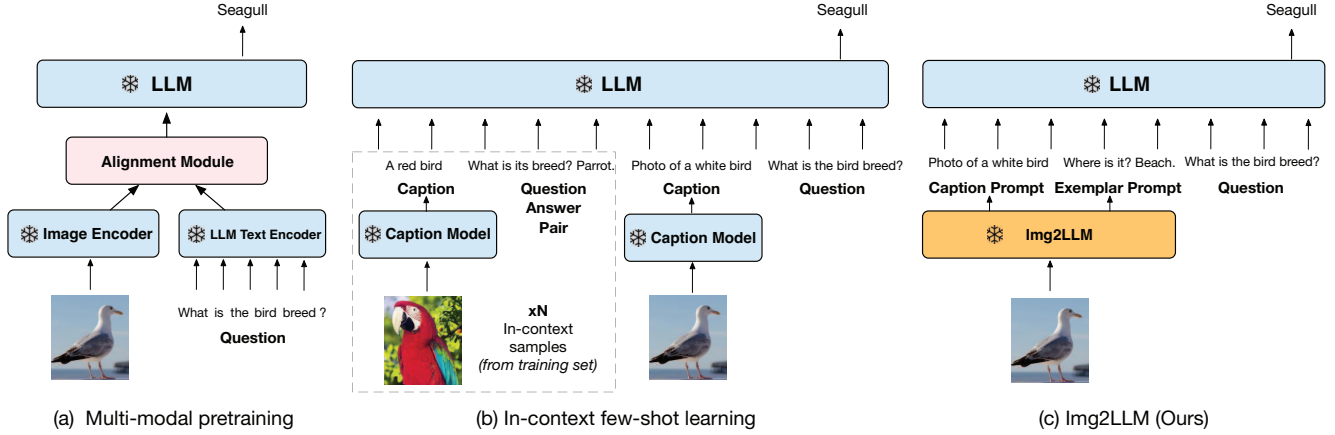 Seagull
LLM
Alignment Module
Image Encoder
LLM Text Encoder
What is the bird breed ?
Question
(a) Multi-modal pretraining
Seagull
LLM
A red bird
Caption
What is its breed? Parrot.
Question
Answer
Pair
Photo of a white bird
Caption
What is the bird breed?
Question
Caption Model
Caption Model
xN
In-context
samples
(from training set)
(b) In-context few-shot learning
Seagull
LLM
Photo of a white bird
Caption Prompt
Where is it? Beach.
Exemplar Prompt
What is the bird breed?
Question
Img2LLM
(c) Img2LLM (Ours)